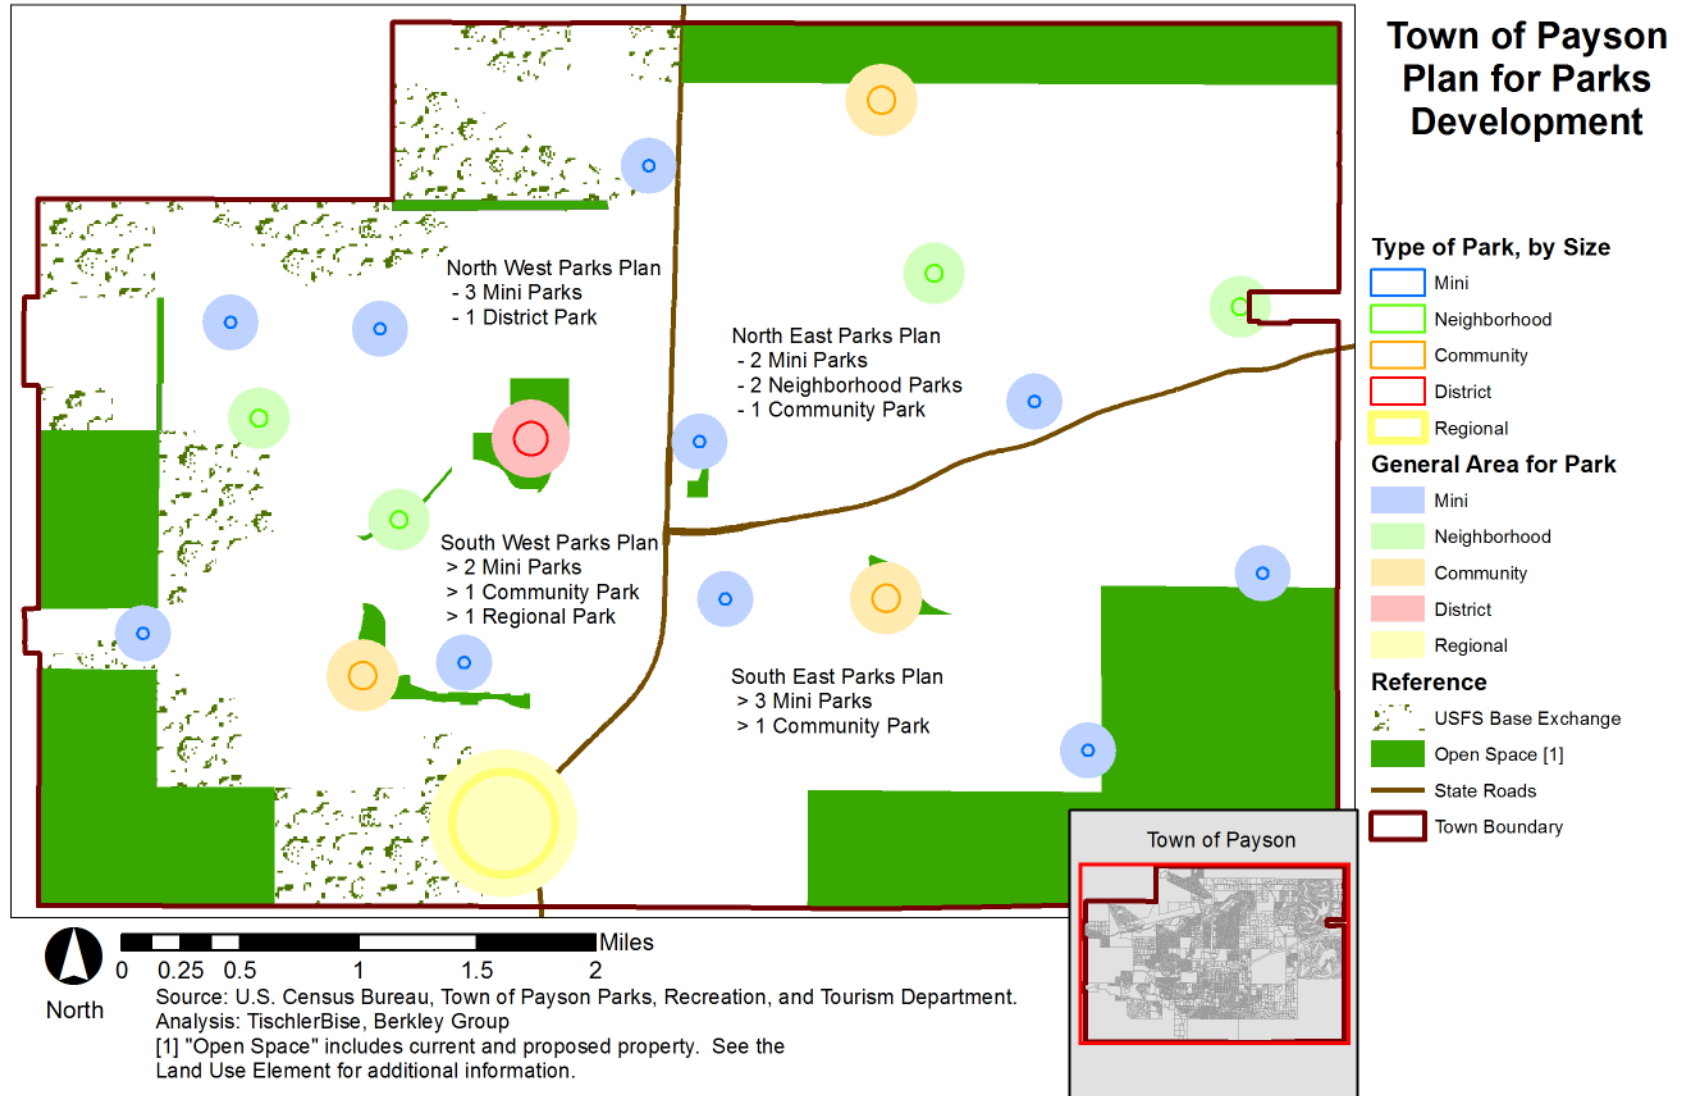 Town of Payson
Plan for Parks
Development
North West Parks Plan
- 3 Mini Parks
- 1 District Park
North East Parks Plan
- 2 Mini Parks
- 2 Neighborhood Parks
- 1 Community Park
South West Parks Plan
> 2 Mini Parks
> 1 Community Park
> 1 Regional Park
South East Parks Plan
> 3 Mini Parks
> 1 Community Park
Type of Park, by Size
Mini
Neighborhood
Community
District
Regional
General Area for Park
Mini
Neighborhood
Community
District
Regional
Reference
USFS Base Exchange
Open Space [1]
State Roads
Town Boundary
Town of Payson
North
0 0.25 0.5 1 1.5 2
Miles
Source: U.S. Census Bureau, Town of Payson Parks, Recreation, and Tourism Department.
Analysis: TischlerBise, Berkley Group
[1] "Open Space" includes current and proposed property. See the
Land Use Element for additional information.